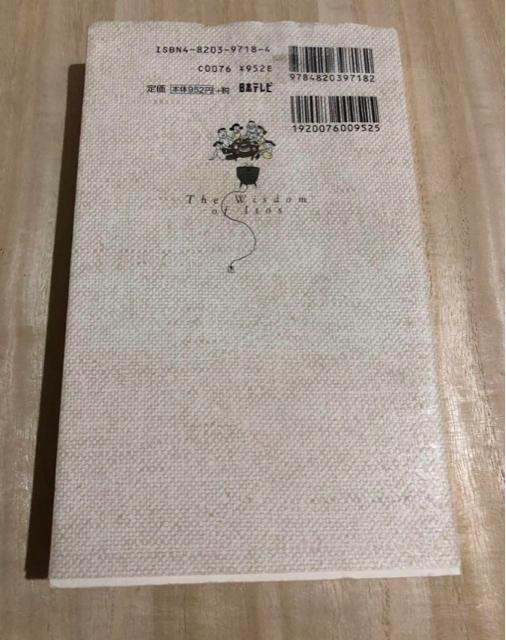 ISBN4-8203-9718-4
C0076 ¥952E
定価 本体952円+税 日本テレビ
9784820397182
1920076009525
The Wisdom
of Itos